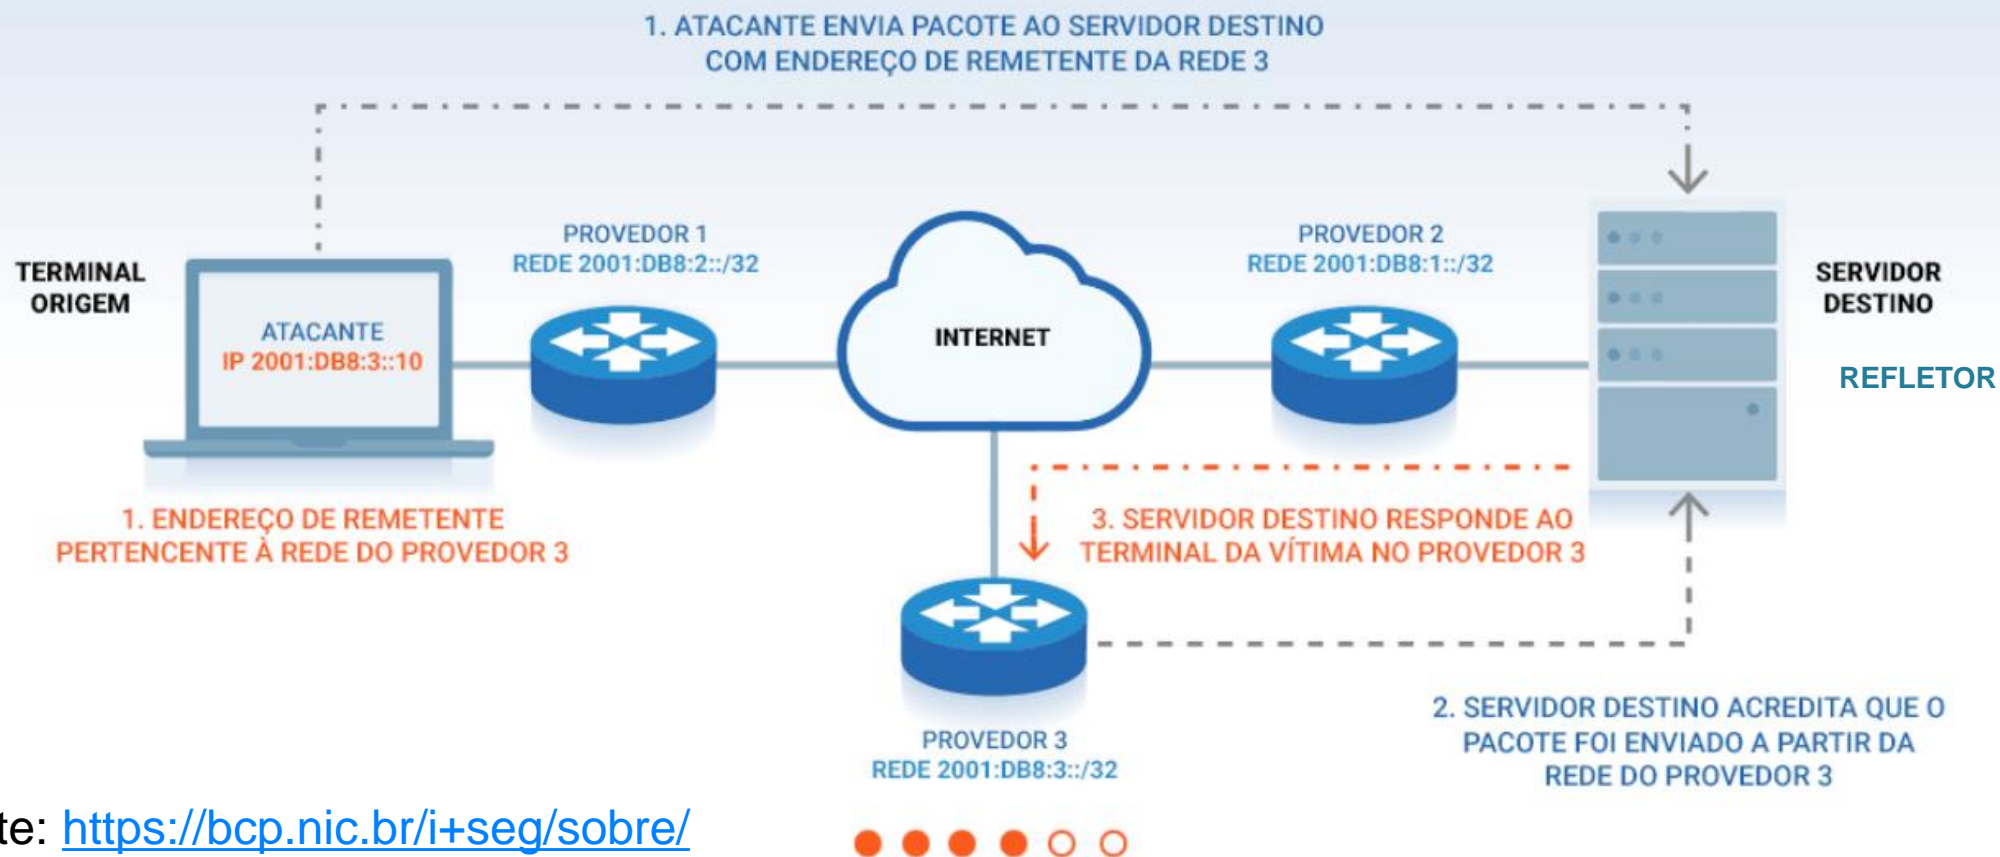 1. ATACANTE ENVIA PACOTE AO SERVIDOR DESTINO
COM ENDEREÇO DE REMETENTE DA REDE 3
TERMINAL
ORIGEM
ATACANTE
IP 2001:DB8:3::10
PROVEDOR 1
REDE 2001:DB8:2::/32
INTERNET
PROVEDOR 2
REDE 2001:DB8:1::/32
SERVIDOR
DESTINO
REFLETOR
1. ENDEREÇO DE REMETENTE
PERTENCENTE À REDE DO PROVEDOR 3
3. SERVIDOR DESTINO RESPONDE AO
TERMINAL DA VÍTIMA NO PROVEDOR 3
PROVEDOR 3
REDE 2001:DB8:3::/32
2. SERVIDOR DESTINO ACREDITA QUE O
PACOTE FOI ENVIADO A PARTIR DA
REDE DO PROVEDOR 3
te: https://bcp.nic.br/i+seg/sobre/